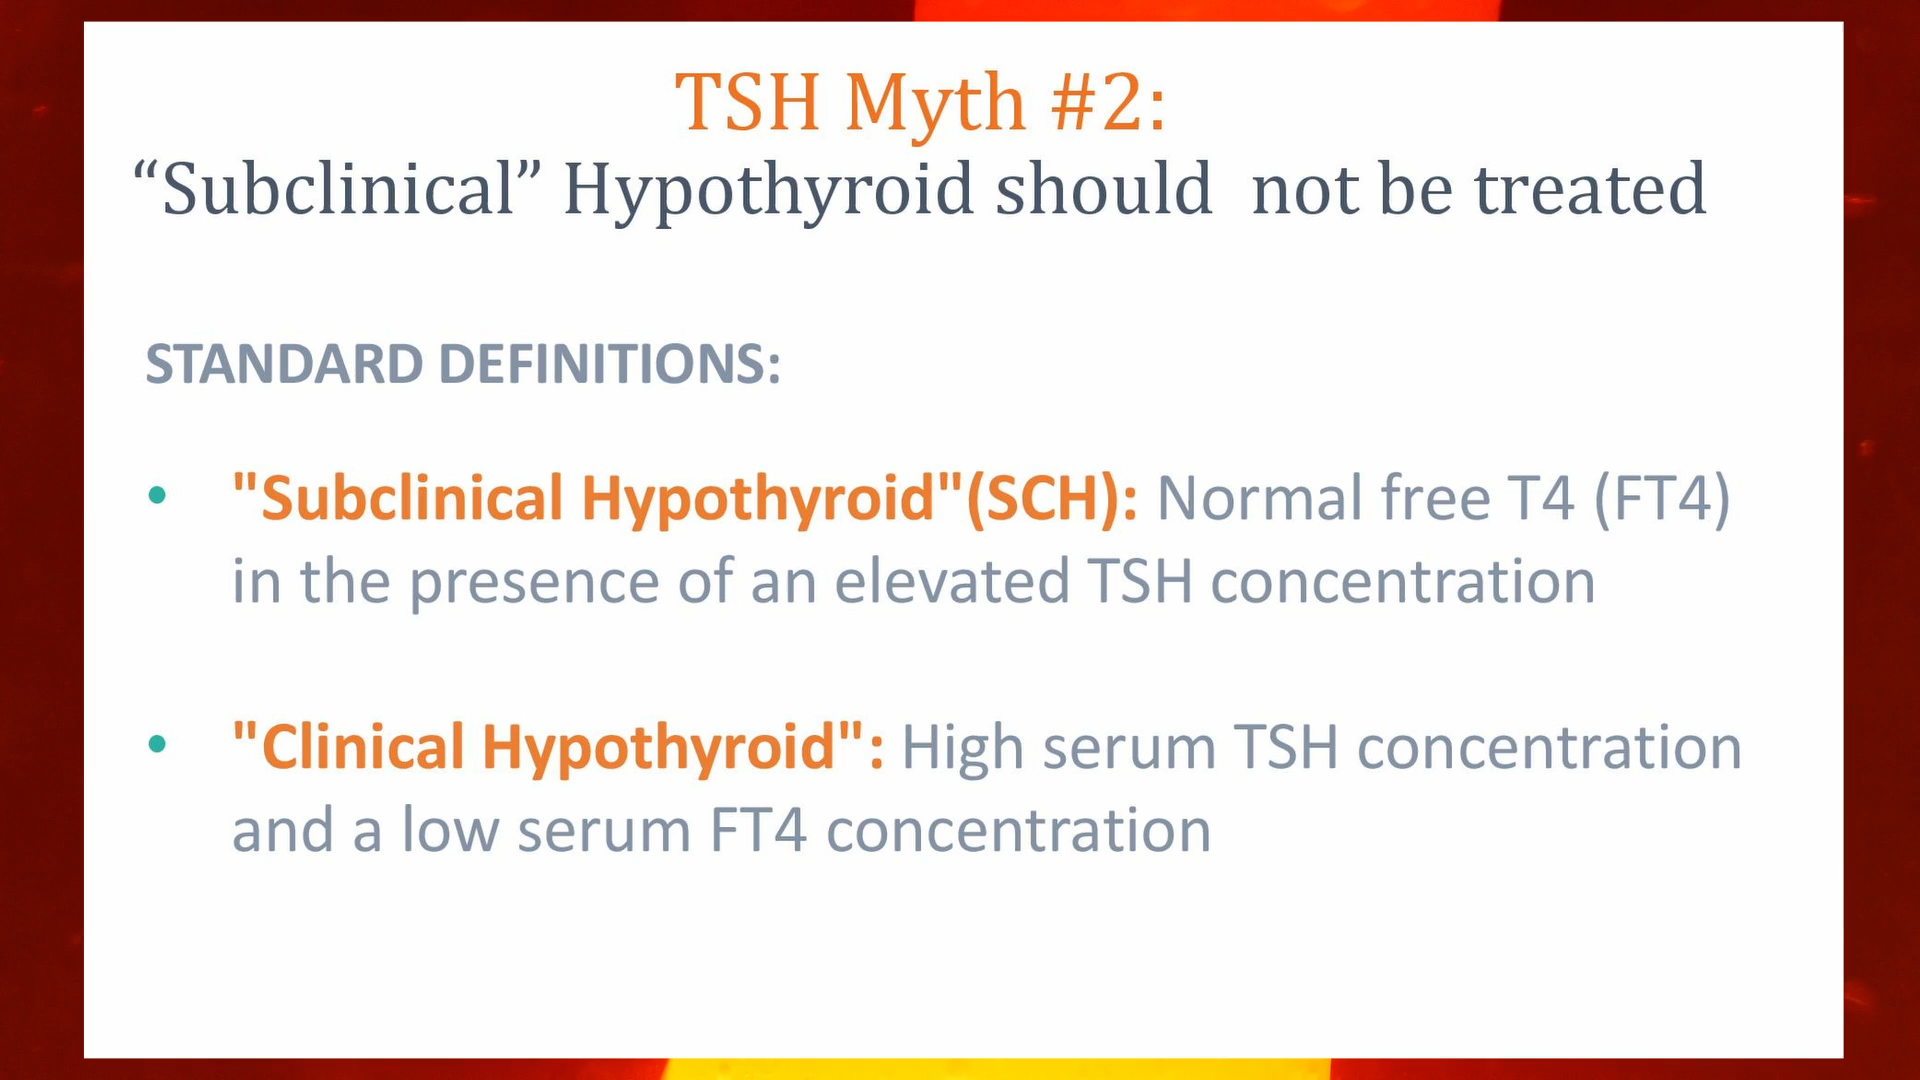 TSH Myth #2:
“Subclinical” Hypothyroid should  not be treated
STANDARD DEFINITIONS:
• "Subclinical Hypothyroid"(SCH): Normal free T4 (FT4)
in the presence of an elevated TSH concentration
• "Clinical Hypothyroid": High serum TSH concentration
and a low serum FT4 concentration